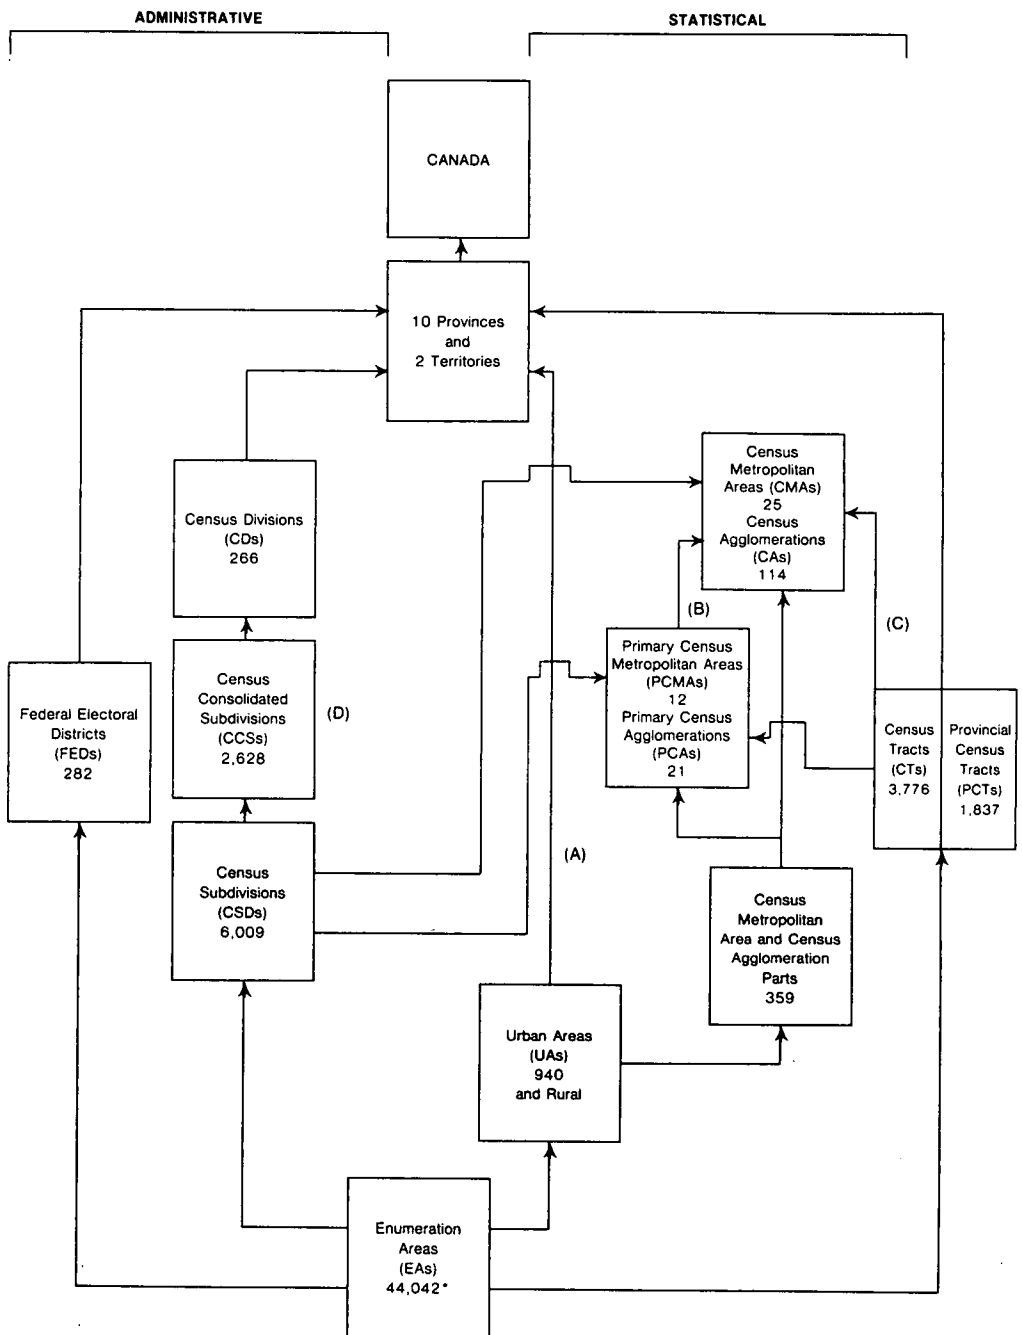 ADMINISTRATIVE
STATISTICAL
CANADA
10 Provinces
and
2 Territories
Census
Metropolitan
Areas (CMAs)
25
Census
Agglomerations
(CAs)
114
Census Divisions
(CDs)
266
(B)
(C)
Primary Census
Metropolitan Areas
(PCMAs)
12
Primary Census
Agglomerations
(PCAs)
21
Federal Electoral
Districts
(FEDs)
282
Census
Consolidated
Subdivisions
(CCSs)
2,628
(D)
Census
Tracts
(CTs)
3,776
Provincial
Census
Tracts
(PCTs)
1,837
(A)
Census
Subdivisions
(CSDs)
6,009
Census
Metropolitan
Area and Census
Agglomeration
Parts
359
Urban Areas
(UAs)
940
and Rural
Enumeration
Areas
(EAs)
44,042*